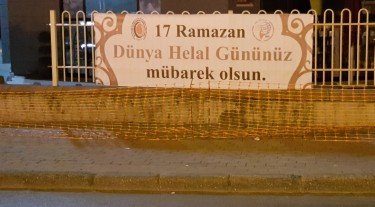 17 Ramazan
Dünya Helal Gününüz
mübarek olsun.